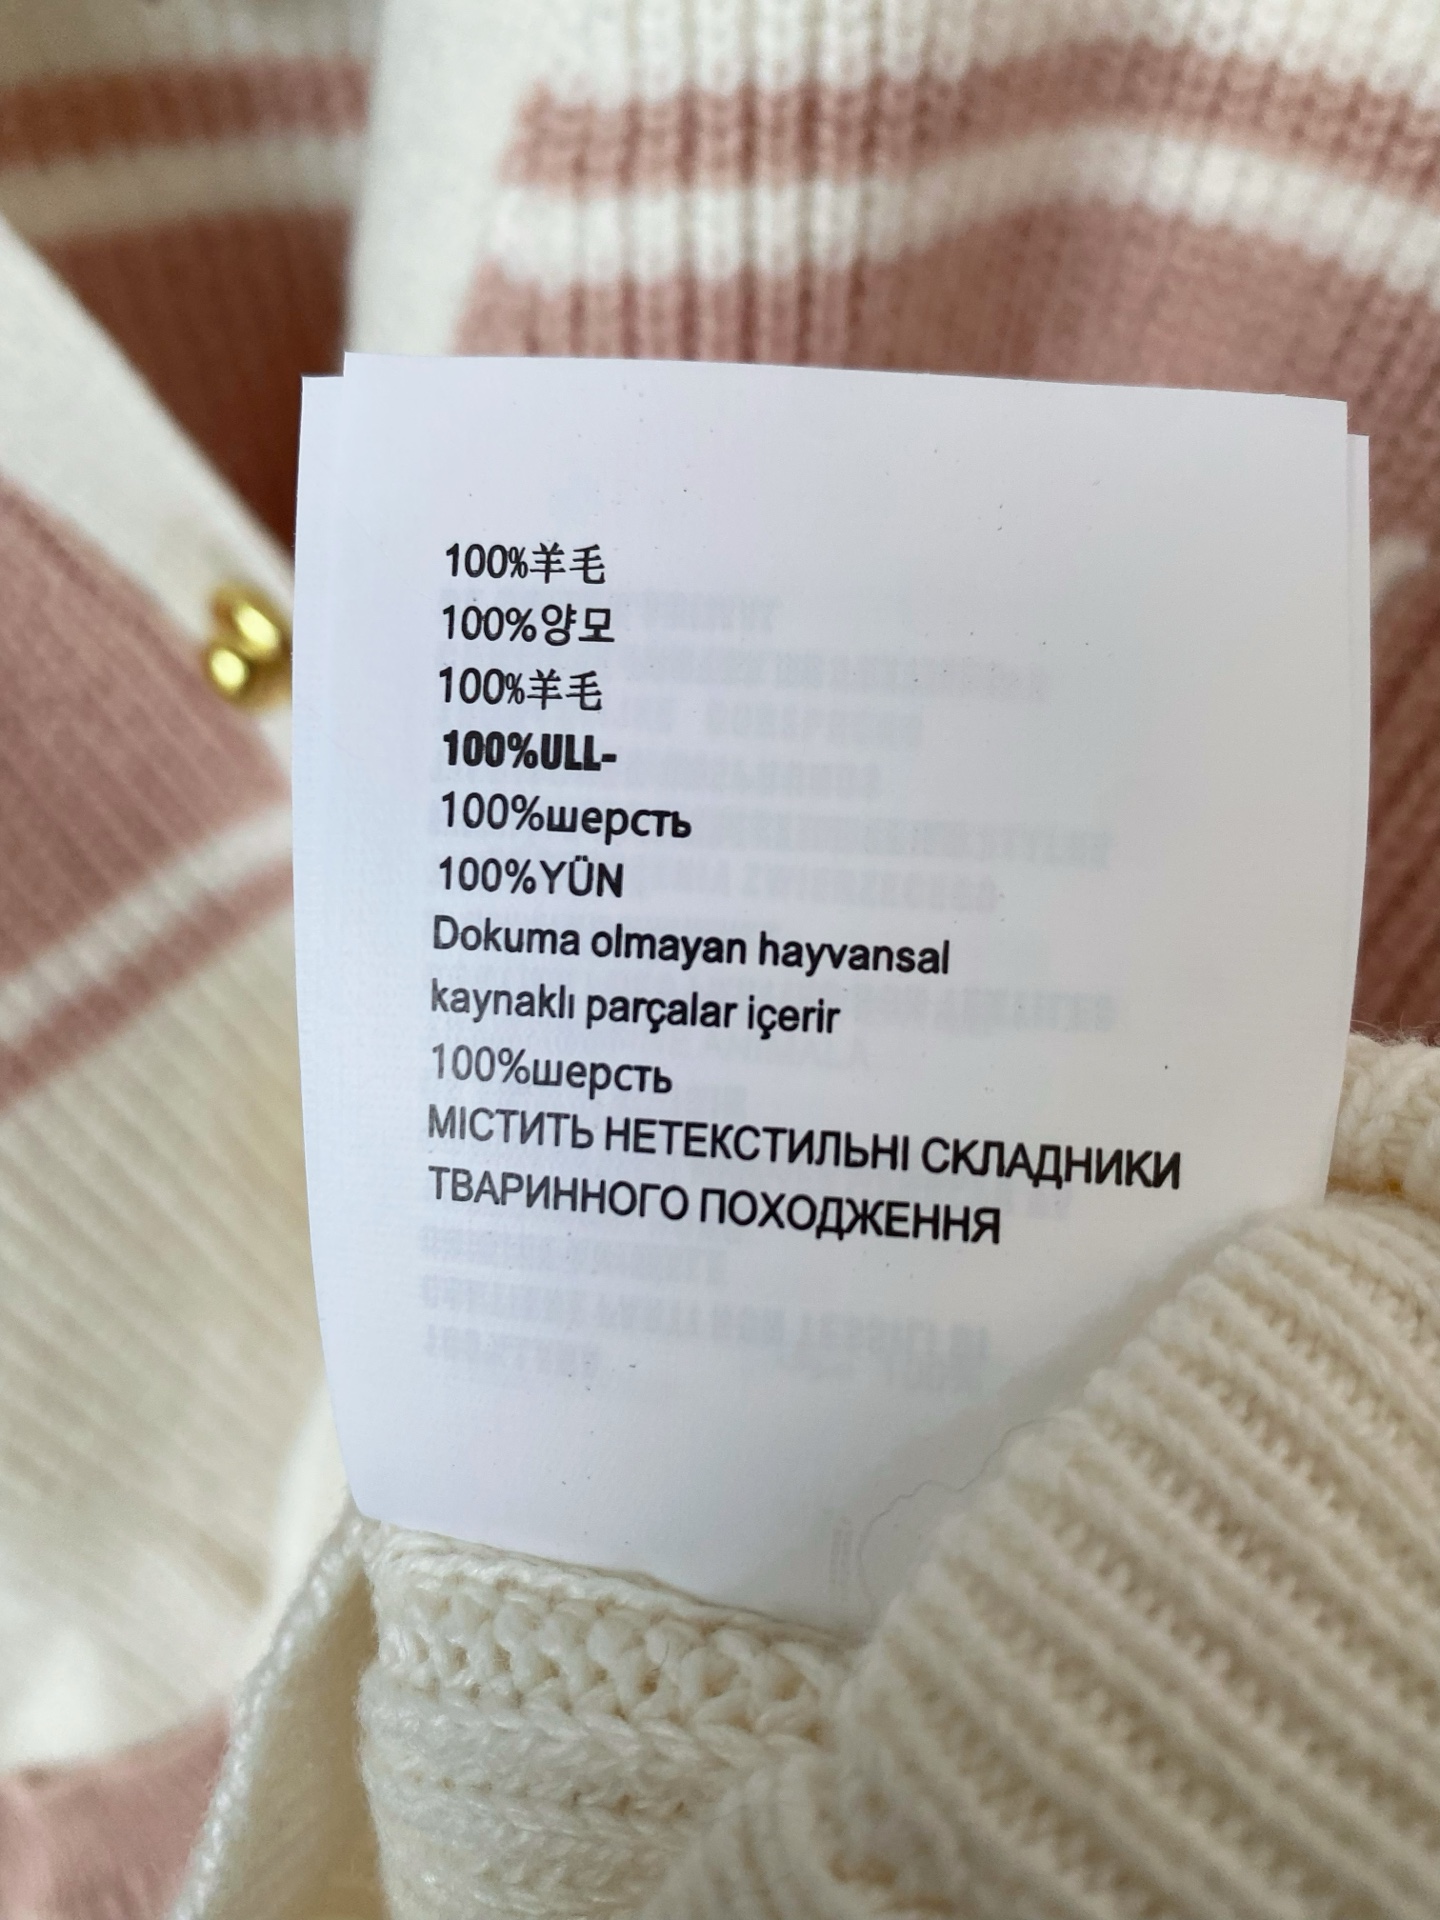 100%羊毛
100%양모
100%羊毛
100%ULL-
100%шерсть
100%YÜN
Dokuma olmayan hayvansal
kaynaklı parçalar içerir
100%шерсть
МІСТИТЬ НЕТЕКСТИЛЬНІ СКЛАДНИКИ
ТВАРИННОГО ПОХОДЖЕННЯ